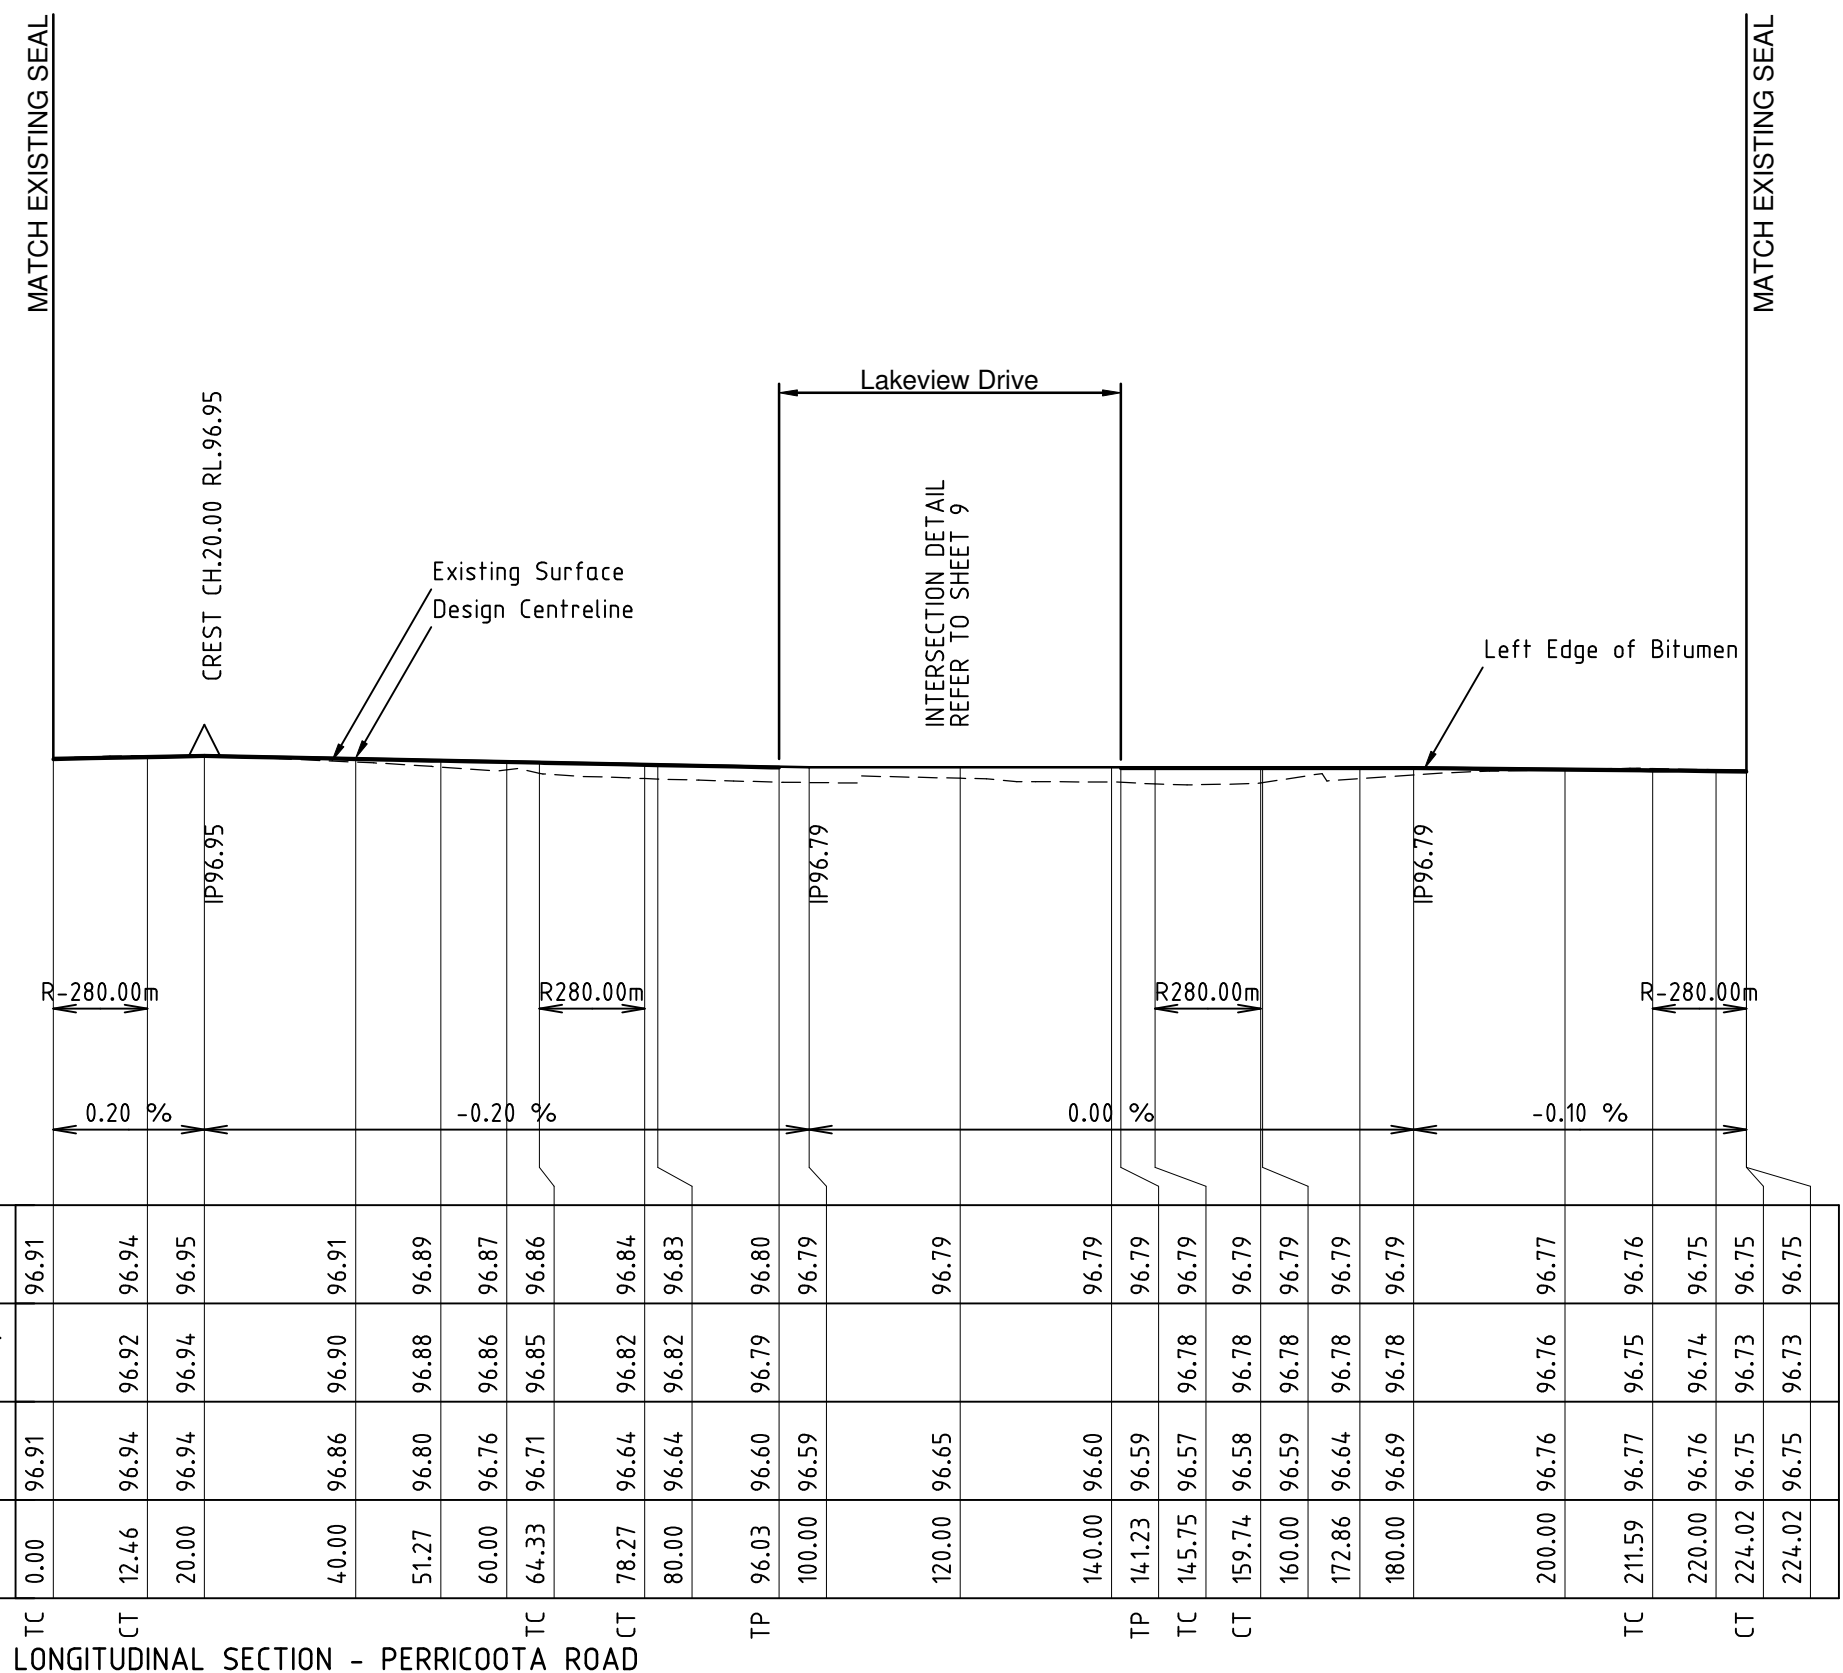 MATCH EXISTING SEAL
MATCH EXISTING SEAL
Lakeview Drive
CREST CH.20.00 RL.96.95
INTERSECTION DETAIL
REFER TO SHEET 9
Existing Surface
Design Centreline
Left Edge of Bitumen
IP96.95
IP96.79
IP96.79
R-280.00m
R280.00m
R280.00m
R-280.00m
0.20 %
-0.20 %
0.00 %
-0.10 %
96.91 96.94 96.95 96.91 96.89 96.87 96.86 96.84 96.83 96.80 96.79 96.79 96.79 96.79 96.79 96.79 96.79 96.79 96.79 96.77 96.76 96.75 96.75 96.75
96.92 96.94 96.90 96.88 96.86 96.85 96.82 96.82 96.79 96.78 96.78 96.78 96.78 96.78 96.76 96.75 96.74 96.73 96.73
96.91 96.94 96.94 96.86 96.80 96.76 96.71 96.64 96.64 96.60 96.59 96.65 96.60 96.59 96.57 96.58 96.59 96.64 96.69 96.76 96.77 96.76 96.75 96.75
0.00 12.46 20.00 40.00 51.27 60.00 64.33 78.27 80.00 96.03 100.00 120.00 140.00 141.23 145.75 159.74 160.00 172.86 180.00 200.00 211.59 220.00 224.02 224.02
TC CT TC CT TP TP TC CT TC CT
LONGITUDINAL SECTION - PERRICOOTA ROAD